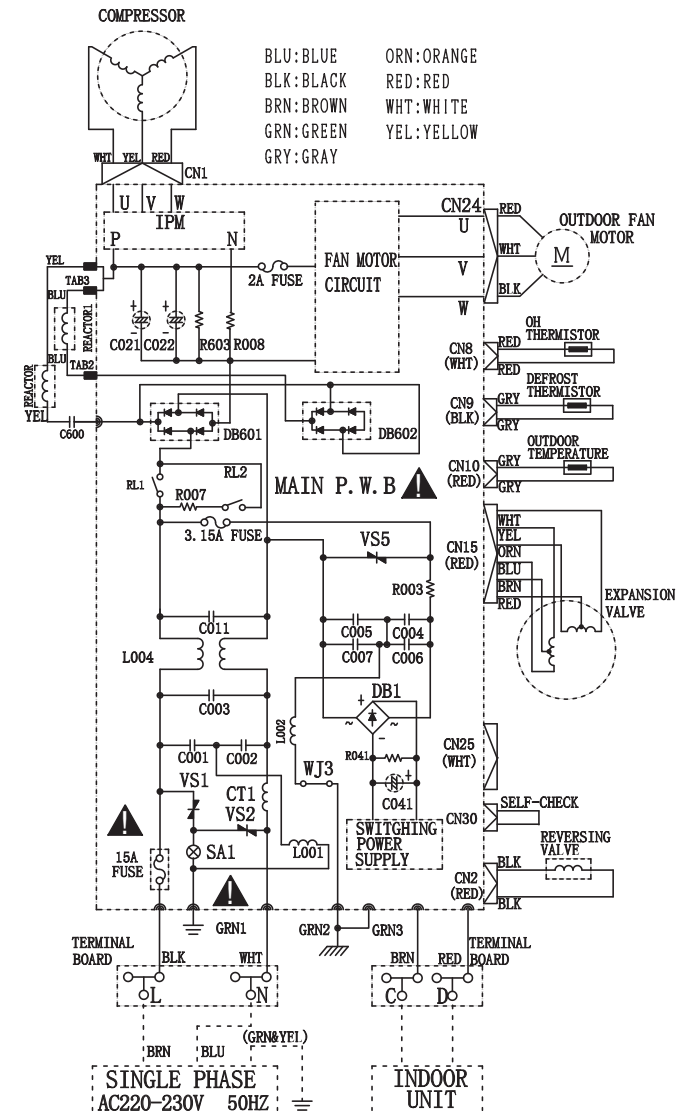 COMPRESSOR
BLU:BLUE
ORN:ORANGE
BLK:BLACK
RED:RED
BRN:BROWN
WHT:WHITE
GRN:GREEN
YEL:YELLOW
GRY:GRAY
WHT YEL RED
CN1
U V W
IPM
P N
CN24
U
RED
OUTDOOR FAN
MOTOR
WHT
M
V
BLK
W
FAN MOTOR
CIRCUIT
2A FUSE
YEL
TAB3
BLU
REACTOR1
BLU
TAB2
REACTOR
YEL
C600
+
-
C021
+
-
C022
R603
R008
CN8
(WHT)
RED
RED
OH
THERMISTOR
CN9
(BLK)
GRY
GRY
DEFROST
THERMISTOR
CN10
(RED)
GRY
GRY
OUTDOOR
TEMPERATURE
DB601
DB602
RL1
RL2
R007
MAIN P.W.B
3.15A FUSE
VS5
R003
CN15
(RED)
WHT
YEL
ORN
BLU
BRN
RED
EXPANSION
VALVE
C011
C005
C004
C007
C006
L004
C003
L002
DB1
+
~
~
-
R041
+
C041
C001
C002
VS1
CT1
VS2
WJ3
SA1
L001
15A
FUSE
SWITGHING
POWER
SUPPLY
CN25
(WHT)
CN30
SELF-CHECK
CN2
(RED)
BLK
BLK
REVERSING
VALVE
GRN1
GRN2
GRN3
TERMINAL
BOARD
BLK
WHT
BRN
RED
TERMINAL
BOARD
L
N
C
D
BRN
BLU
(GRN&YEL)
SINGLE PHASE
AC220-230V 50HZ
INDOOR
UNIT